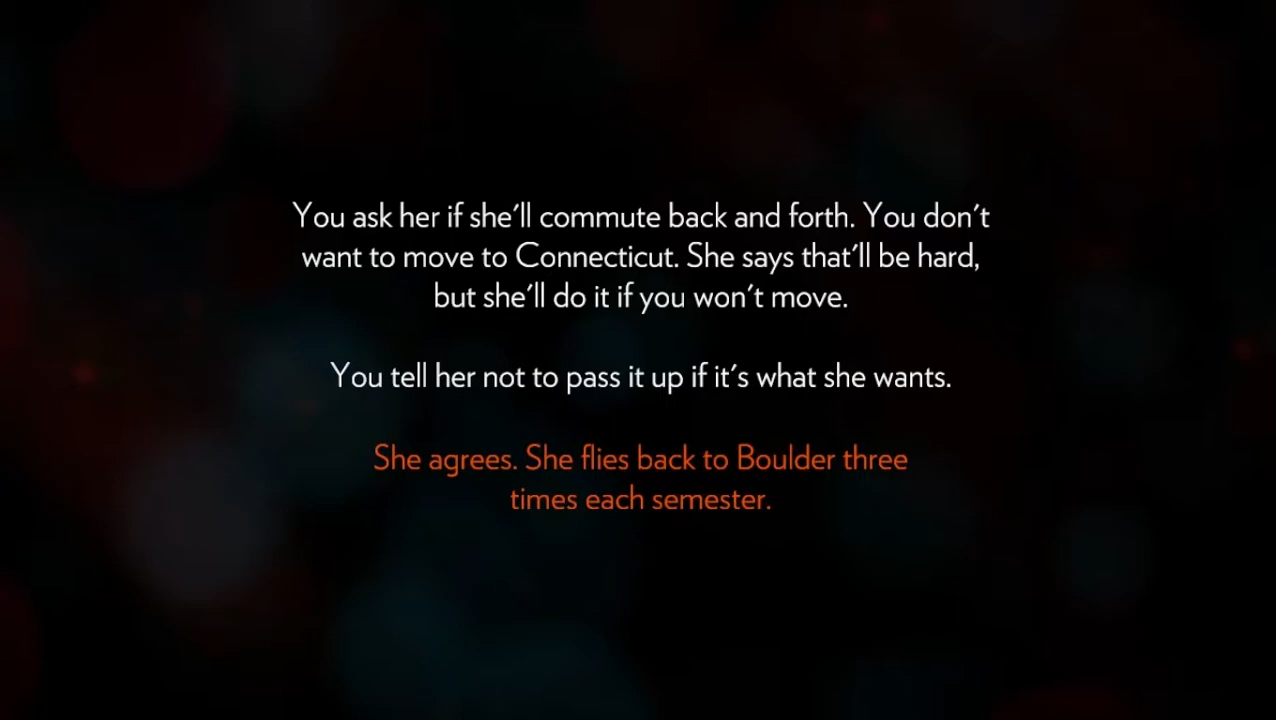 You ask her if she'll commute back and forth. You don't
want to move to Connecticut. She says that'll be hard,
but she'll do it if you won't move.
You tell her not to pass it up if it's what she wants.
She agrees. She flies back to Boulder three
times each semester.